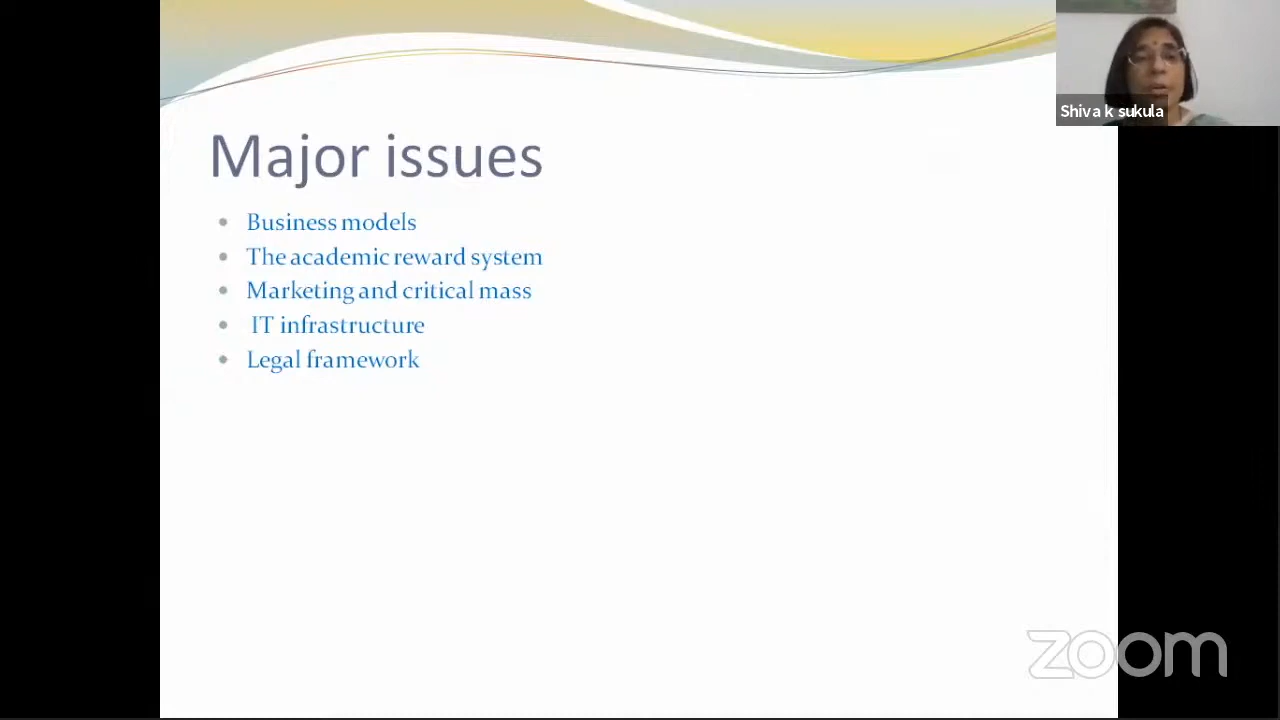 Shiva k sukula
Major issues
Business models
The academic reward system
Marketing and critical mass
IT infrastructure
Legal framework
zoom